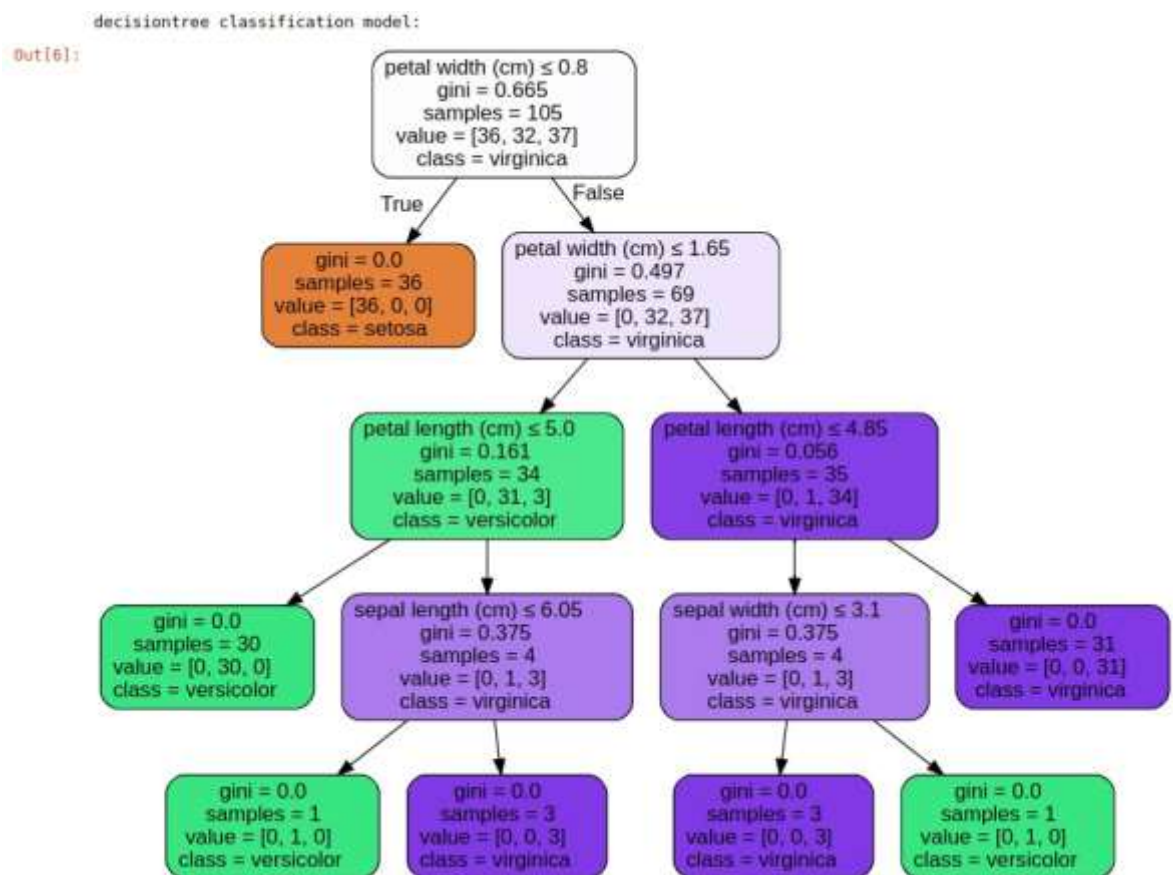 decisiontree classification model:
Out[6]:
petal width (cm) ≤ 0.8
gini = 0.665
samples = 105
value = [36, 32, 37]
class = virginica
True
False
gini = 0.0
samples = 36
value = [36, 0, 0]
class = setosa
petal width (cm) ≤ 1.65
gini = 0.497
samples = 69
value = [0, 32, 37]
class = virginica
petal length (cm) ≤ 5.0
gini = 0.161
samples = 34
value = [0, 31, 3]
class = versicolor
petal length (cm) ≤ 4.85
gini = 0.056
samples = 35
value = [0, 1, 34]
class = virginica
gini = 0.0
samples = 30
value = [0, 30, 0]
class = versicolor
sepal length (cm) ≤ 6.05
gini = 0.375
samples = 4
value = [0, 1, 3]
class = virginica
sepal width (cm) ≤ 3.1
gini = 0.375
samples = 4
value = [0, 1, 3]
class = virginica
gini = 0.0
samples = 31
value = [0, 0, 31]
class = virginica
gini = 0.0
samples = 1
value = [0, 1, 0]
class = versicolor
gini = 0.0
samples = 3
value = [0, 0, 3]
class = virginica
gini = 0.0
samples = 3
value = [0, 0, 3]
class = virginica
gini = 0.0
samples = 1
value = [0, 1, 0]
class = versicolor